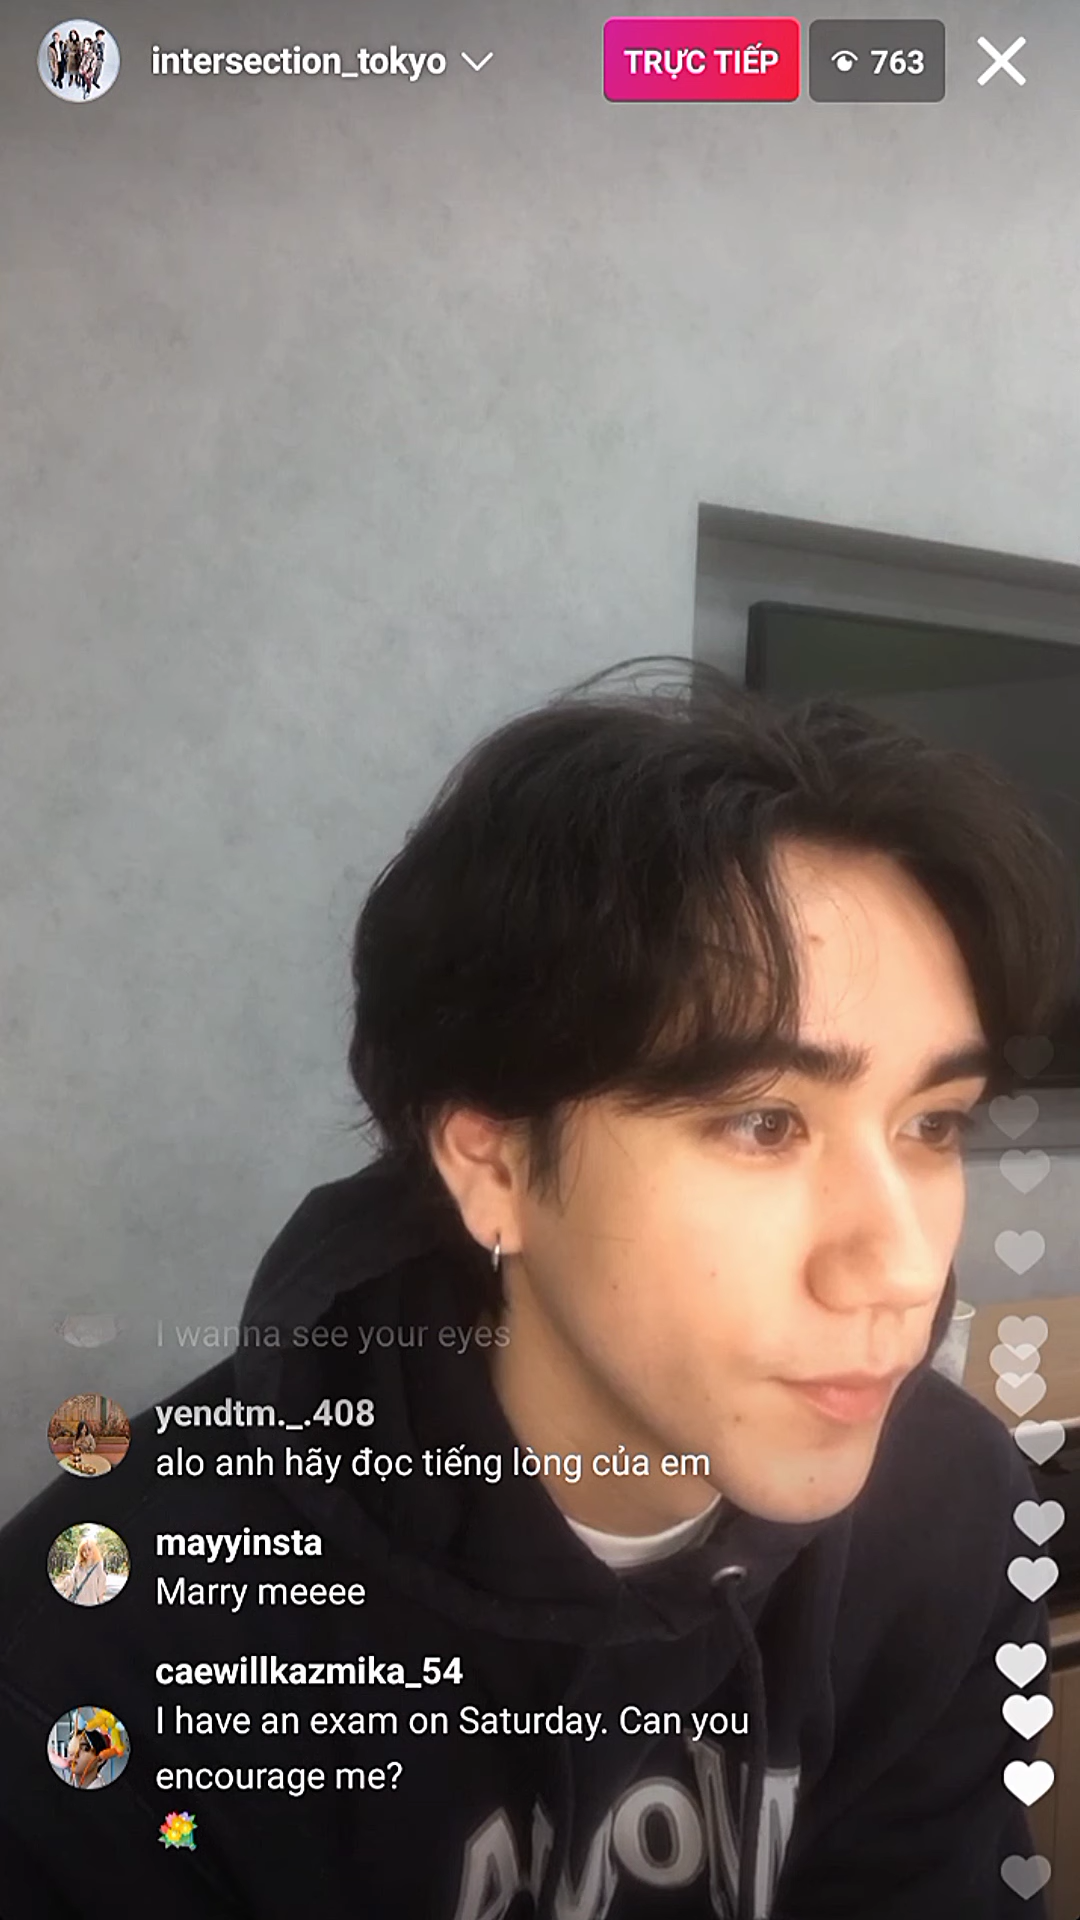 intersection_tokyo
TRỰC TIẾP
763
I wanna see your eyes
yendtm._.408
alo anh hãy đọc tiếng lòng của em
mayyinsta
Marry meeee
caewillkazmika_54
I have an exam on Saturday. Can you
encourage me?
💐